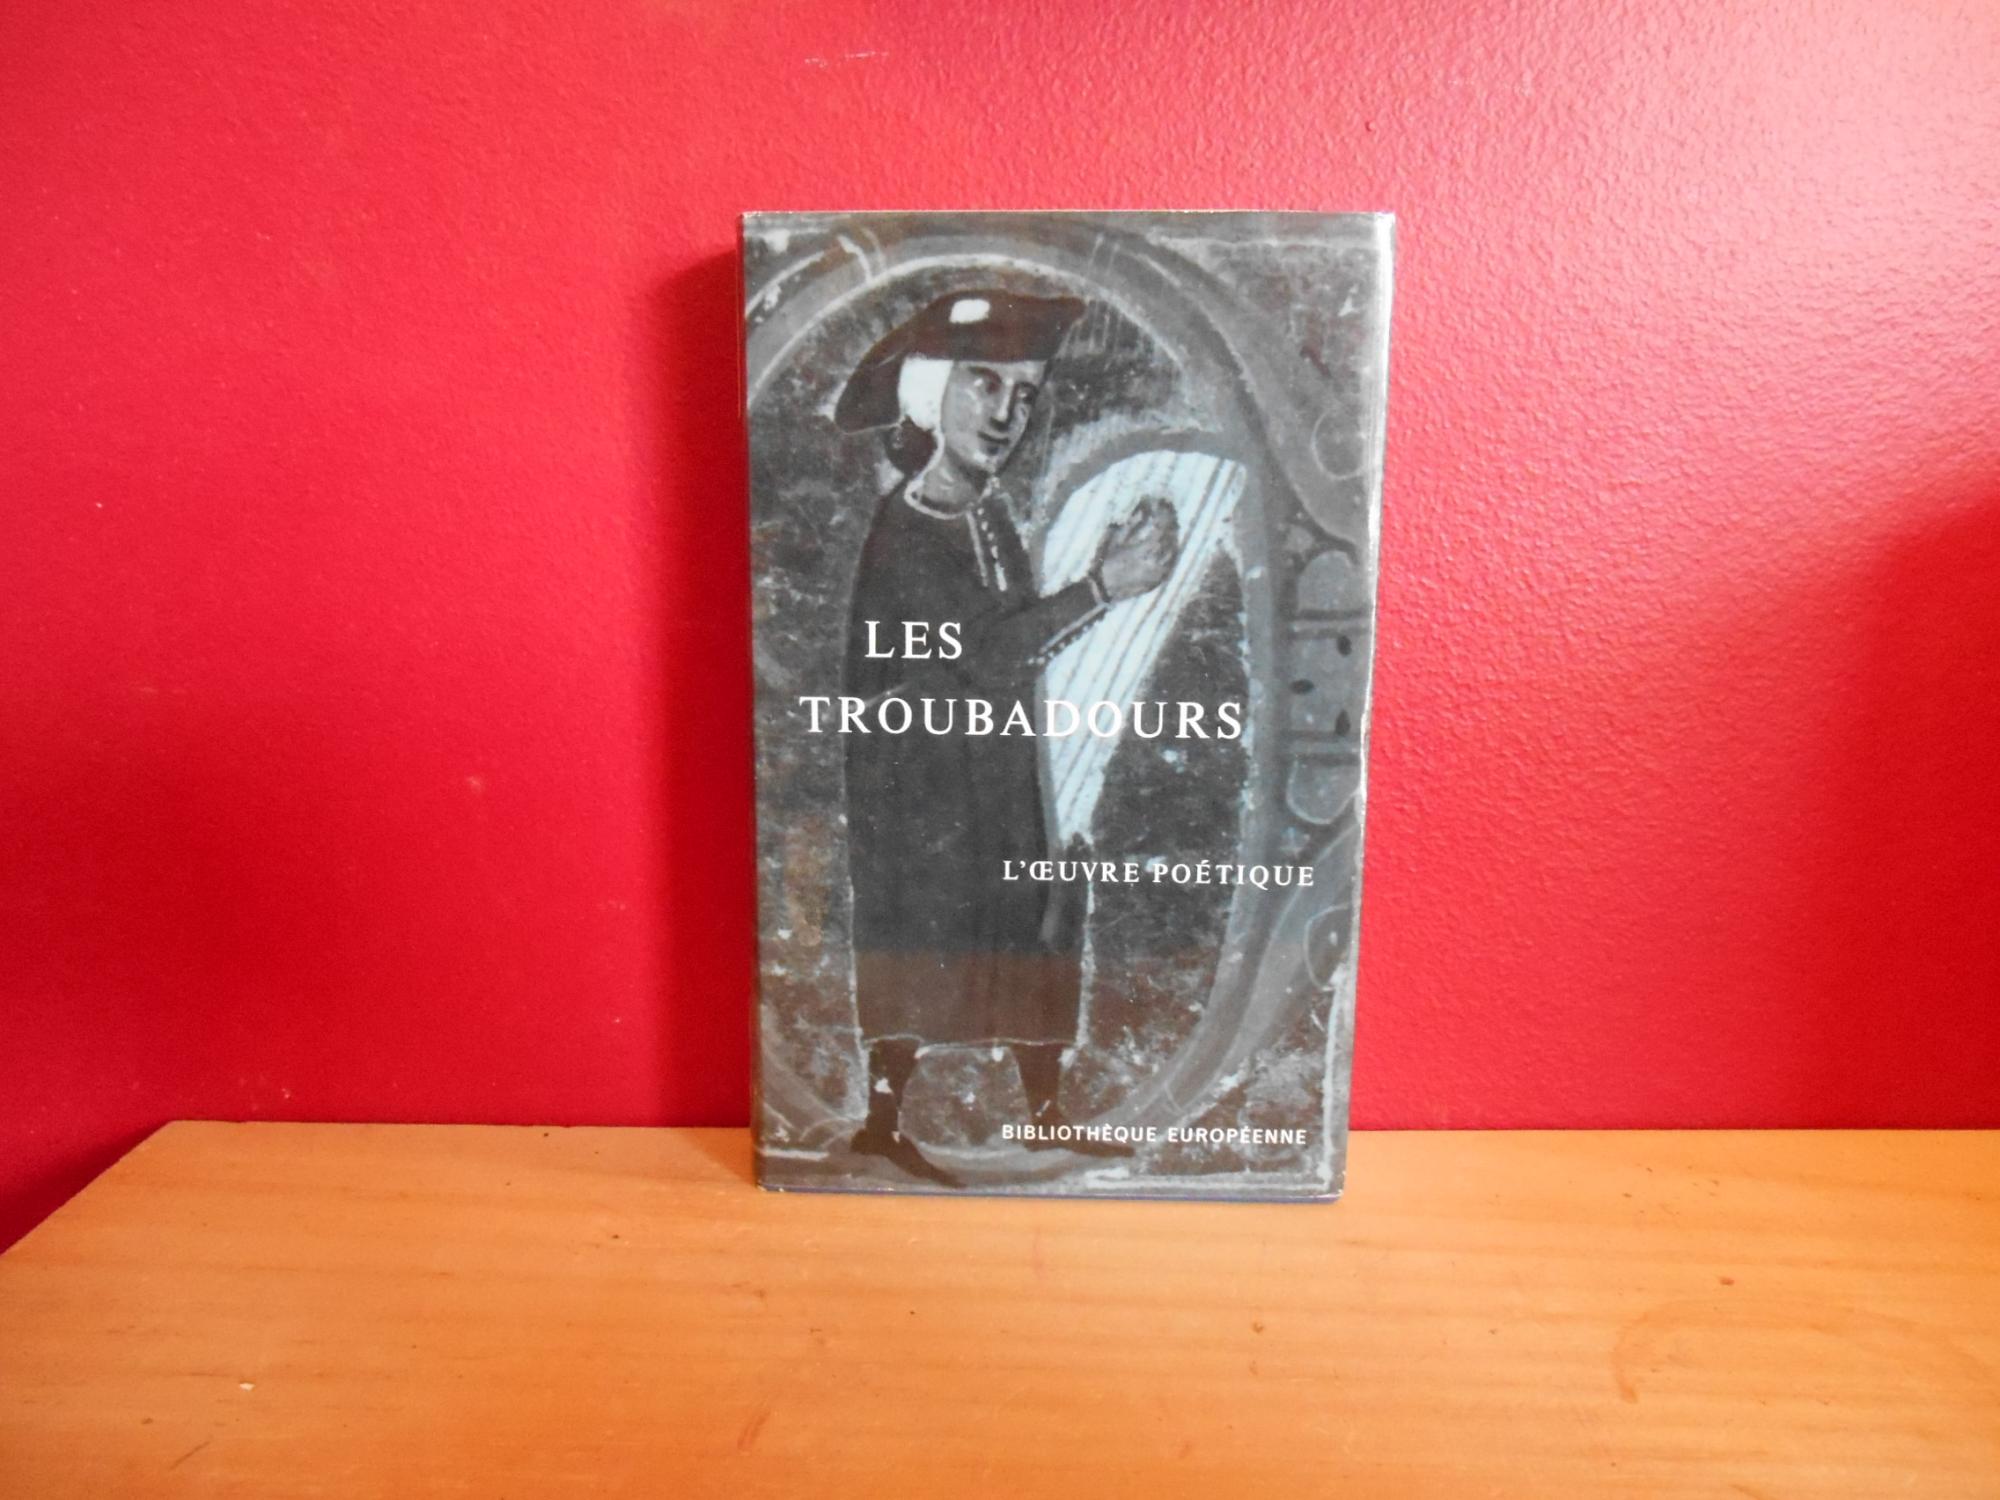 LES
TROUBADOURS
L'ŒUVRE POÉTIQUE
BIBLIOTHÈQUE EUROPÉENNE